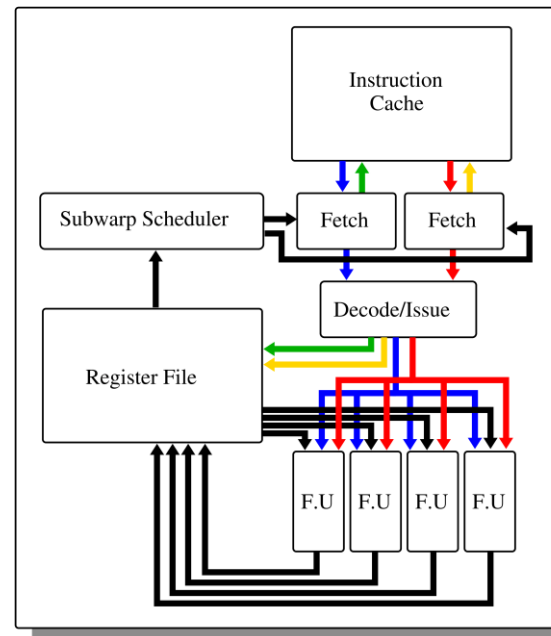 Instruction
Cache
Subwarp Scheduler
Fetch
Fetch
Decode/Issue
Register File
F.U
F.U
F.U
F.U